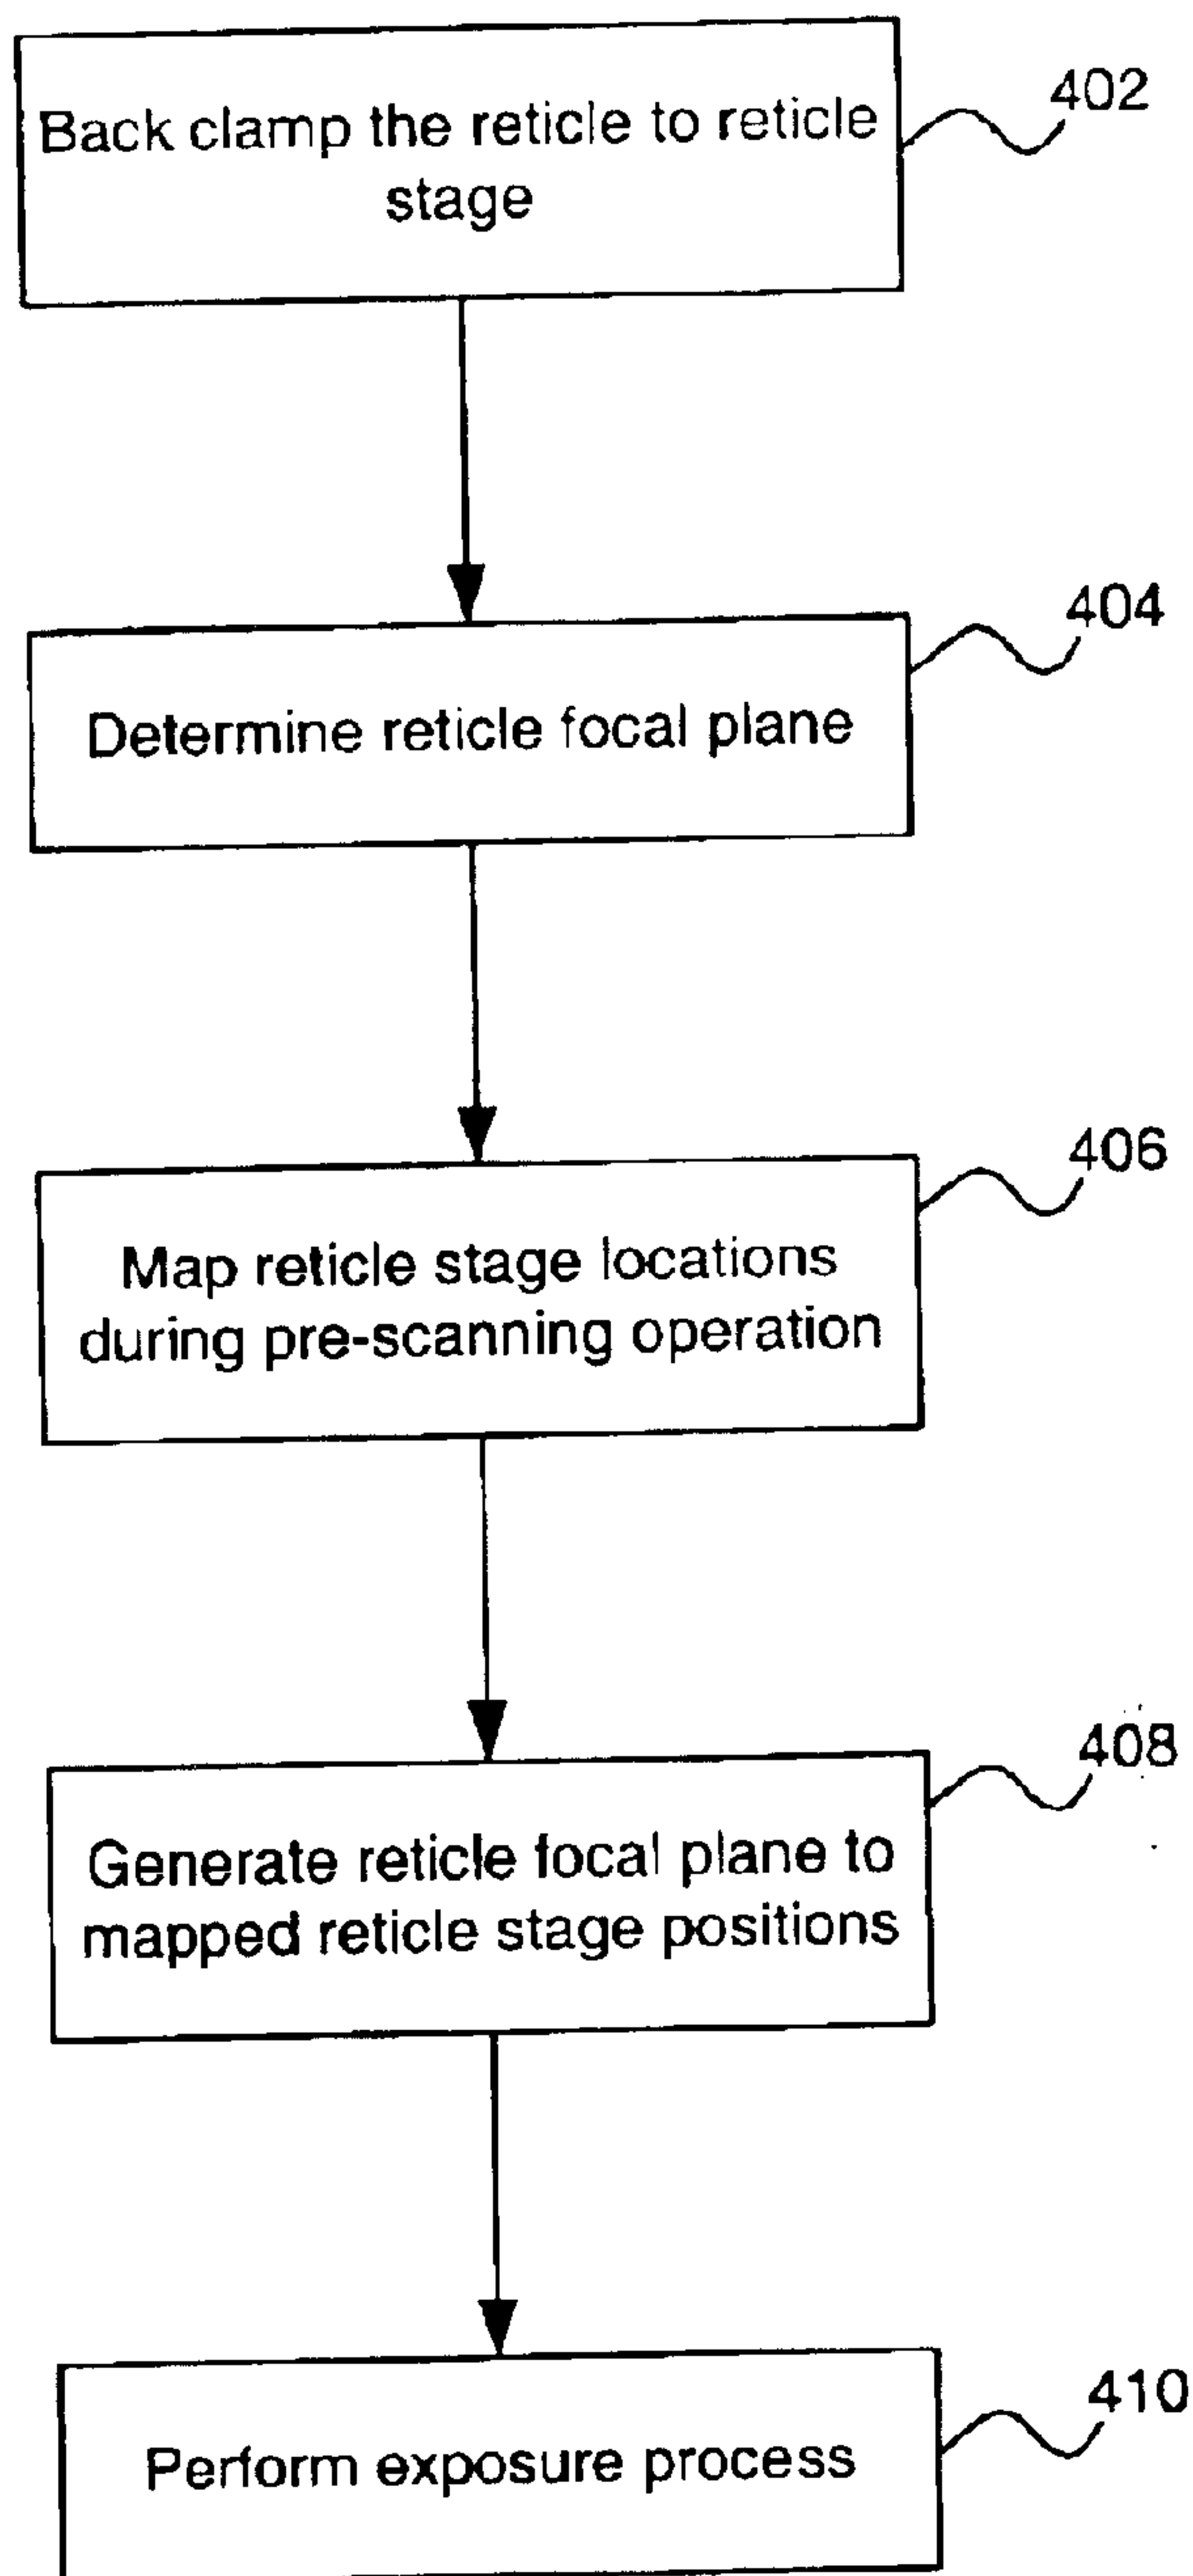 Back clamp the reticle to reticle
stage
402
Determine reticle focal plane
404
Map reticle stage locations
during pre-scanning operation
406
Generate reticle focal plane to
mapped reticle stage positions
408
Perform exposure process
410